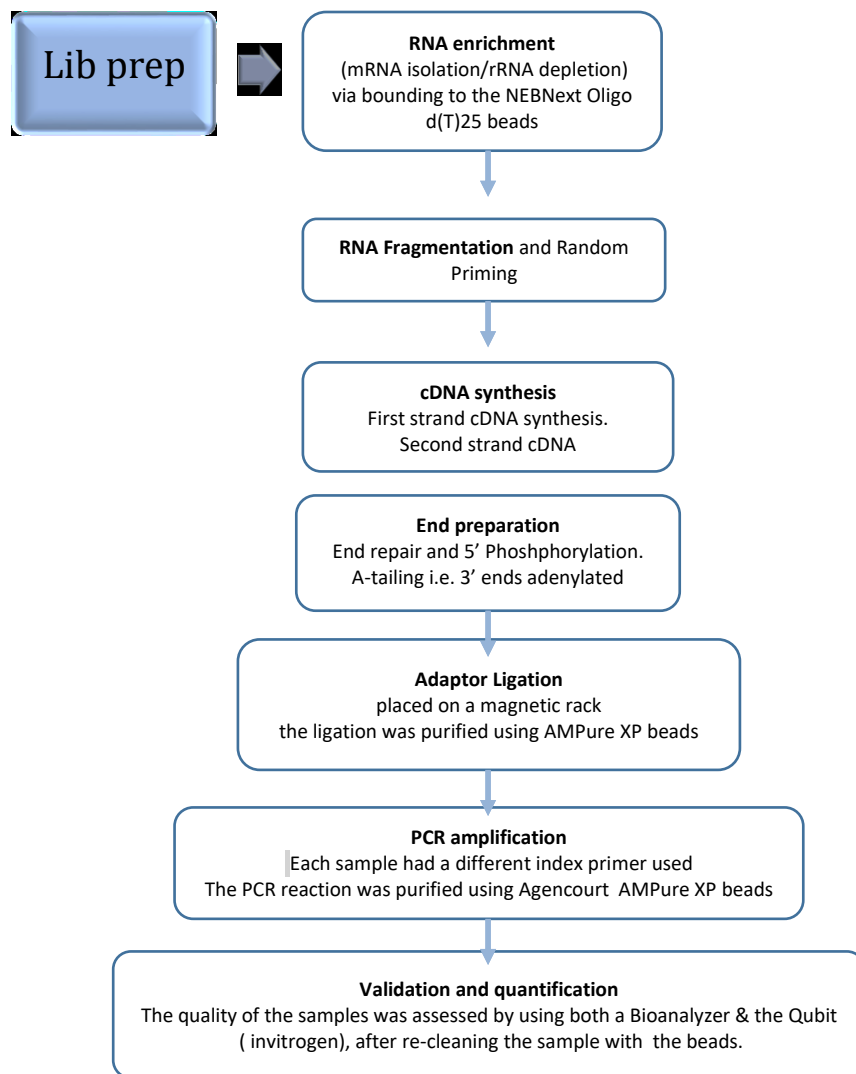 Lib prep
RNA enrichment
(mRNA isolation/rRNA depletion)
via bounding to the NEBNext Oligo
d(T)25 beads
RNA Fragmentation and Random
Priming
cDNA synthesis
First strand cDNA synthesis.
Second strand cDNA
End preparation
End repair and 5’ Phoshphorylation.
A-tailing i.e. 3’ ends adenylated
Adaptor Ligation
placed on a magnetic rack
the ligation was purified using AMPure XP beads
PCR amplification
Each sample had a different index primer used
The PCR reaction was purified using Agencourt  AMPure XP beads
Validation and quantification
The quality of the samples was assessed by using both a Bioanalyzer & the Qubit
( invitrogen), after re-cleaning the sample with  the beads.